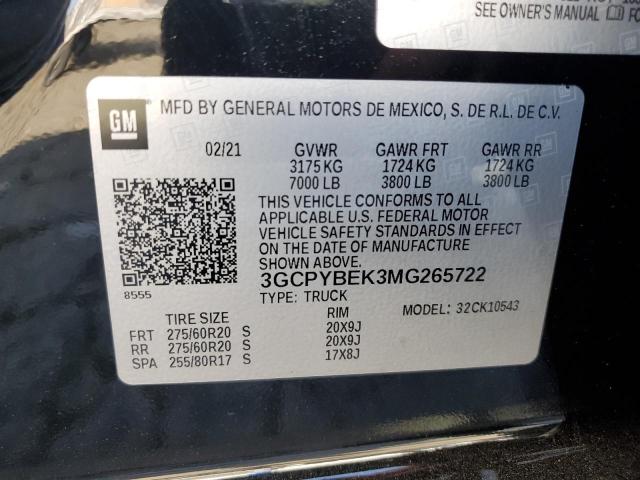 SEE OWNER'S MANUAL FO
GM
MFD BY GENERAL MOTORS DE MEXICO, S. DE R.L. DE C.V.
02/21 GVWR GAWR FRT GAWR RR
3175 KG 1724 KG 1724 KG
7000 LB 3800 LB 3800 LB
THIS VEHICLE CONFORMS TO ALL
APPLICABLE U.S. FEDERAL MOTOR
VEHICLE SAFETY STANDARDS IN EFFECT
ON THE DATE OF MANUFACTURE
SHOWN ABOVE.
8555
3GCPYBEK3MG265722
TYPE: TRUCK MODEL: 32CK10543
TIRE SIZE RIM
FRT 275/60R20 S 20X9J
RR 275/60R20 S 20X9J
SPA 255/80R17 S 17X8J